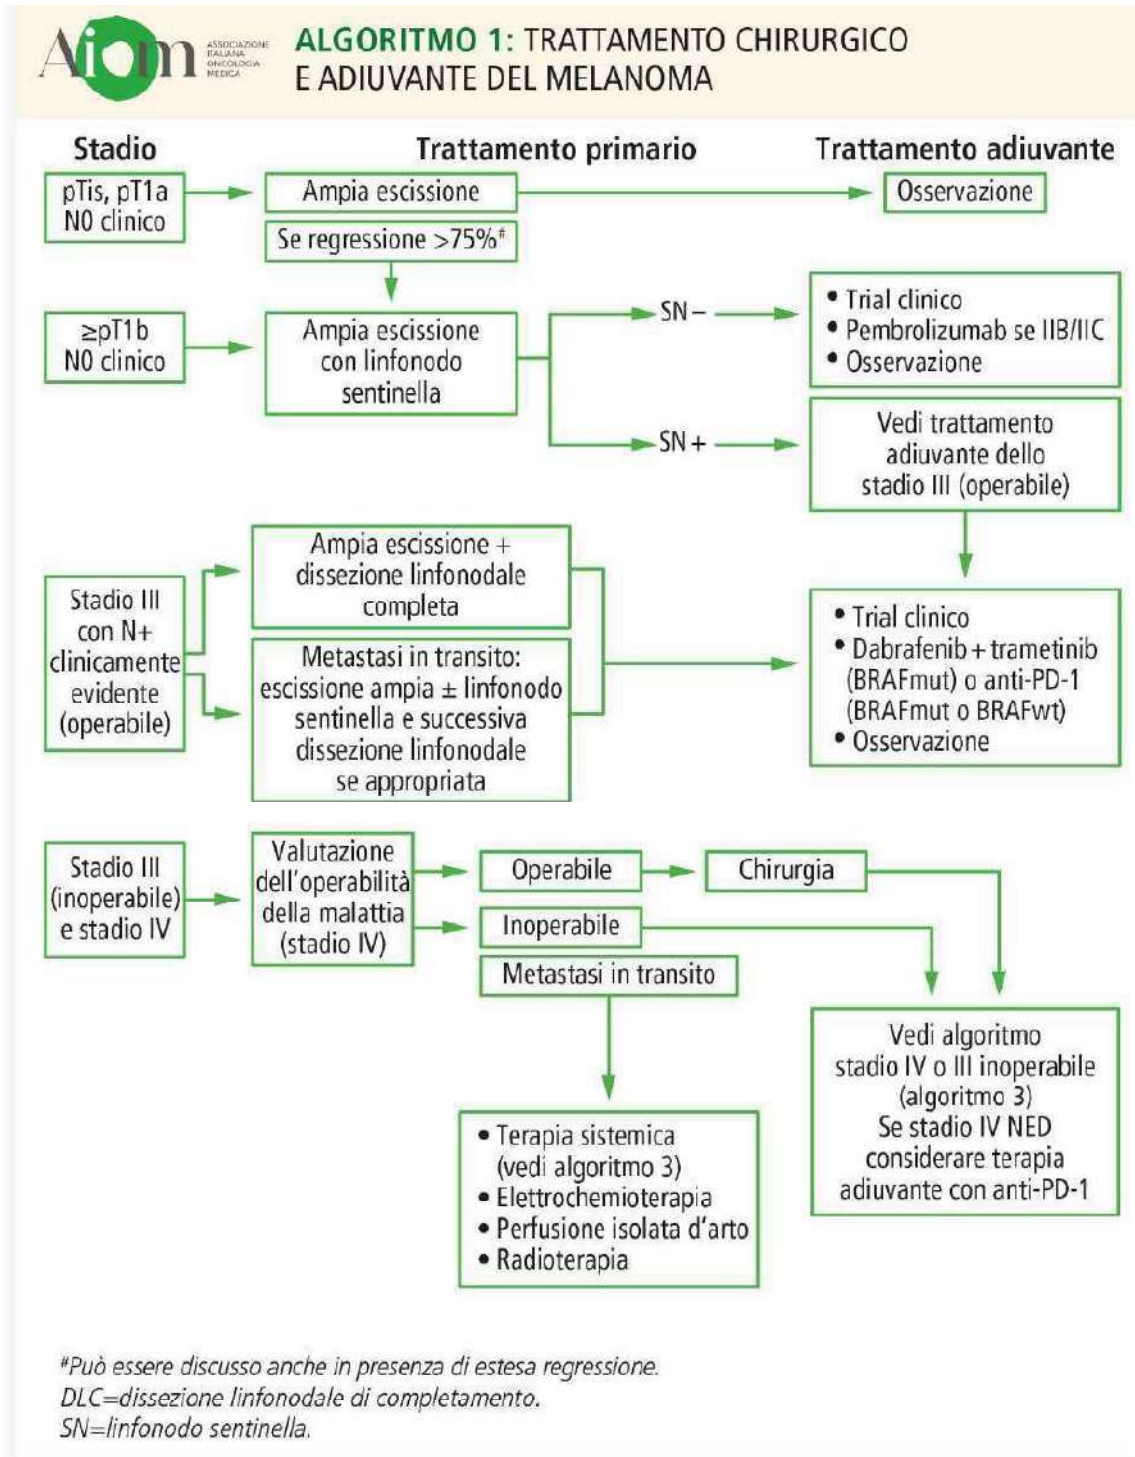 Aiom
ASSOCIAZIONE
ITALIANA
ONCOLOGIA
MEDICA
ALGORITMO 1: TRATTAMENTO CHIRURGICO
E ADIUVANTE DEL MELANOMA
Stadio
Trattamento primario
Trattamento adiuvante
pTis, pT1a
N0 clinico
Ampia escissione
Osservazione
Se regressione >75%#
≥pT1b
N0 clinico
Ampia escissione
con linfonodo
sentinella
SN –
• Trial clinico
• Pembrolizumab se IIB/IIC
• Osservazione
SN +
Vedi trattamento
adiuvante dello
stadio III (operabile)
Stadio III
con N+
clinicamente
evidente
(operabile)
Ampia escissione +
dissezione linfonodale
completa
Metastasi in transito:
escissione ampia ± linfonodo
sentinella e successiva
dissezione linfonodale
se appropriata
• Trial clinico
• Dabrafenib + trametinib
(BRAFmut) o anti-PD-1
(BRAFmut o BRAFwt)
• Osservazione
Stadio III
(inoperabile)
e stadio IV
Valutazione
dell'operabilità
della malattia
(stadio IV)
Operabile
Chirurgia
Inoperabile
Metastasi in transito
Vedi algoritmo
stadio IV o III inoperabile
(algoritmo 3)
Se stadio IV NED
considerare terapia
adiuvante con anti-PD-1
• Terapia sistemica
(vedi algoritmo 3)
• Elettrochemioterapia
• Perfusione isolata d'arto
• Radioterapia
#Può essere discusso anche in presenza di estesa regressione.
DLC=dissezione linfonodale di completamento.
SN=linfonodo sentinella.